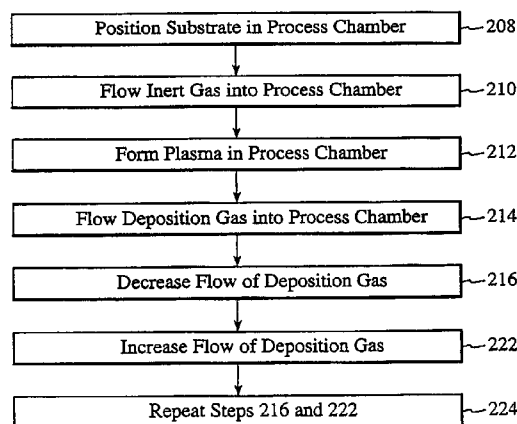 Position Substrate in Process Chamber 208
Flow Inert Gas into Process Chamber 210
Form Plasma in Process Chamber 212
Flow Deposition Gas into Process Chamber 214
Decrease Flow of Deposition Gas 216
Increase Flow of Deposition Gas 222
Repeat Steps 216 and 222 224